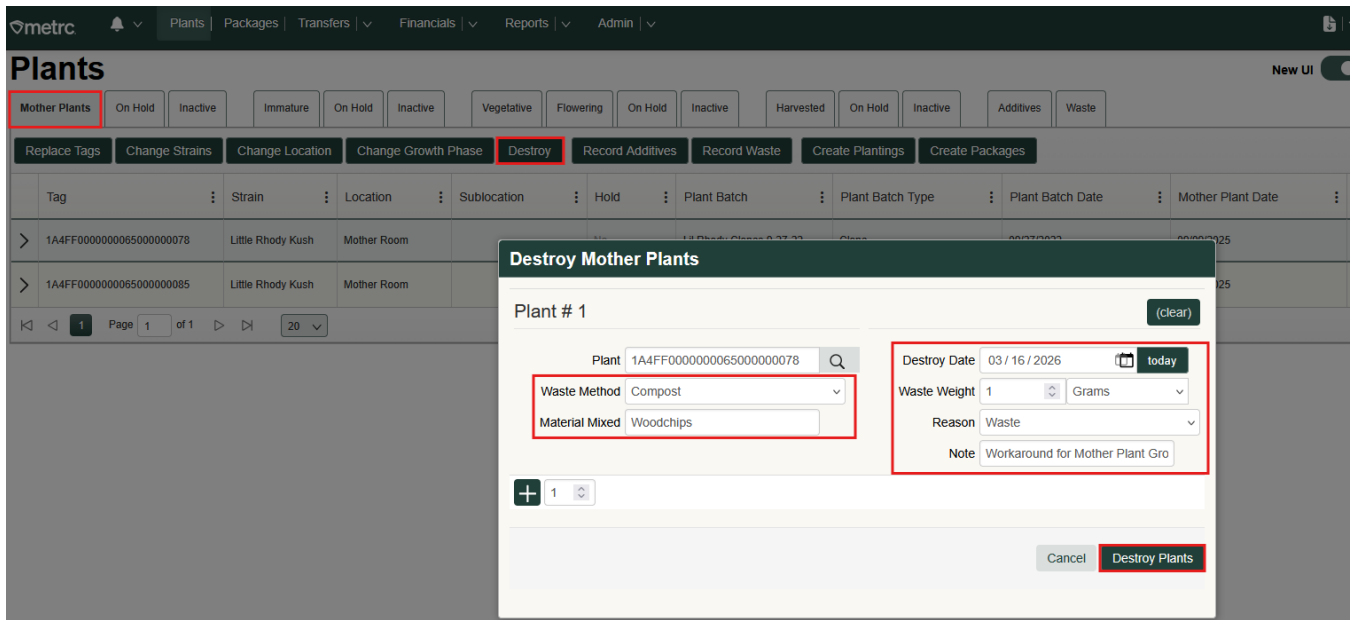 metrc Plants Packages Transfers Financials Reports Admin
Plants
New UI
Mother Plants On Hold Inactive Immature On Hold Inactive Vegetative Flowering On Hold Inactive Harvested On Hold Inactive Additives Waste
Replace Tags Change Strains Change Location Change Growth Phase Destroy Record Additives Record Waste Create Plantings Create Packages
Tag Strain Location Sublocation Hold Plant Batch Plant Batch Type Plant Batch Date Mother Plant Date
1A4FF0000000065000000078 Little Rhody Kush Mother Room
1A4FF0000000065000000085 Little Rhody Kush Mother Room
1 Page 1 of 1 20
Destroy Mother Plants
Plant # 1 (clear)
Plant 1A4FF0000000065000000078 Destroy Date 03 / 16 / 2026 today
Waste Method Compost Waste Weight 1 Grams
Material Mixed Woodchips Reason Waste
Note Workaround for Mother Plant Gro
1
Cancel Destroy Plants